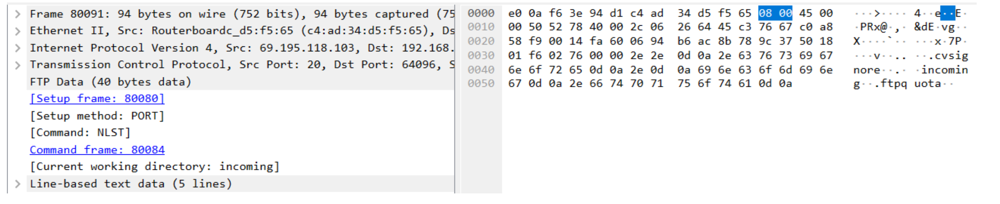 > Frame 80091: 94 bytes on wire (752 bits), 94 bytes captured (75
> Ethernet II, Src: Routerboardc_d5:f5:65 (c4:ad:34:d5:f5:65), Ds
> Internet Protocol Version 4, Src: 69.195.118.103, Dst: 192.168.
> Transmission Control Protocol, Src Port: 20, Dst Port: 64096, S
FTP Data (40 bytes data)
[Setup frame: 80080]
[Setup method: PORT]
[Command: NLST]
Command frame: 80084
[Current working directory: incoming]
> Line-based text data (5 lines)
0000 e0 0a f6 3e 94 d1 c4 ad 34 d5 f5 65 08 00 45 00 ···>···· 4··e··E·
0010 00 50 52 78 40 00 2c 06 26 64 45 c3 76 67 c0 a8 ·PRx@·,· &dE·vg··
0020 58 f9 00 14 fa 60 06 94 b6 ac 8b 78 9c 37 50 18 X····`·· ···x·7P·
0030 01 f6 02 76 00 00 2e 2e 0d 0a 2e 63 76 73 69 67 ···v··.. ··.cvsig
0040 6e 6f 72 65 0d 0a 2e 0d 0a 69 6e 63 6f 6d 69 6e nore··.· ·incomin
0050 67 0d 0a 2e 66 74 70 71 75 6f 74 61 0d 0a g··.ftpq uota··